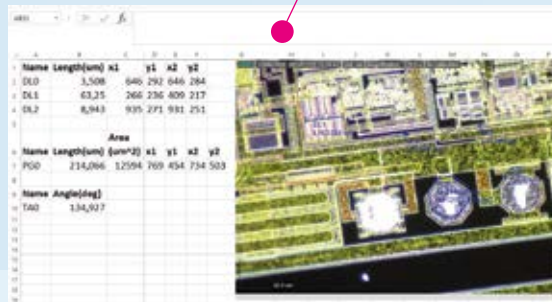 Name Length(um) x1 y1 x2 y2
DL0 3,508 646 292 646 284
DL1 63,25 266 236 409 217
DL2 8,943 935 271 931 251
Area
Name Length(um) (um^2) x1 y1 x2 y2
PG0 214,066 12594 769 454 734 503
Name Angle(deg)
TA0 134,927